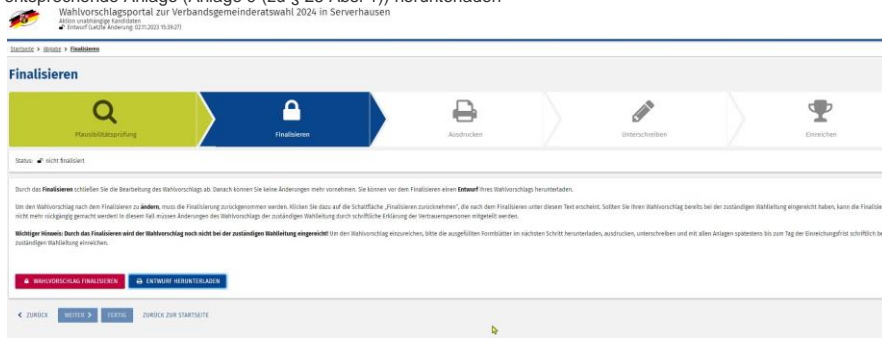 entsprechende Anlage (Anlage 6 (zu § 28 Abs. 1)) herunterladen
Wahlvorschlagsportal zur Verbandsgemeinderatswahl 2024 in Serverhausen
Aktion unabhängige Kandidaten
Entwurf (Letzte Änderung: 02.11.2023 15:39:27)
Startseite > Abgabe > Finalisieren
Finalisieren
Plausibilitätsprüfung Finalisieren Ausdrucken Unterschreiben Einreichen
Status: nicht finalisiert
Durch das Finalisieren schließen Sie die Bearbeitung des Wahlvorschlags ab. Danach können Sie keine Änderungen mehr vornehmen. Sie können vor dem Finalisieren einen Entwurf Ihres Wahlvorschlags herunterladen.
Um den Wahlvorschlag nach dem Finalisieren zu ändern, muss die Finalisierung zurückgenommen werden. Klicken Sie dazu auf die Schaltfläche „Finalisieren zurücknehmen", die nach dem Finalisieren unter diesem Text erscheint. Sollten Sie Ihren Wahlvorschlag bereits bei der zuständigen Wahlleitung eingereicht haben, kann die Finalisie
nicht mehr rückgängig gemacht werden! In diesem Fall müssen Änderungen des Wahlvorschlags der zuständigen Wahlleitung durch schriftliche Erklärung der Vertrauenspersonen mitgeteilt werden.
Wichtiger Hinweis: Durch das Finalisieren wird der Wahlvorschlag noch nicht bei der zuständigen Wahlleitung eingereicht! Um den Wahlvorschlag einzureichen, bitte die ausgefüllten Formblätter im nächsten Schritt herunterladen, ausdrucken, unterschreiben und mit allen Anlagen spätestens bis zum Tag der Einreichungsfrist schriftlich be
zuständigen Wahlleitung einreichen.
WAHLVORSCHLAG FINALISIEREN ENTWURF HERUNTERLADEN
< ZURÜCK WEITER > FERTIG ZURÜCK ZUR STARTSEITE